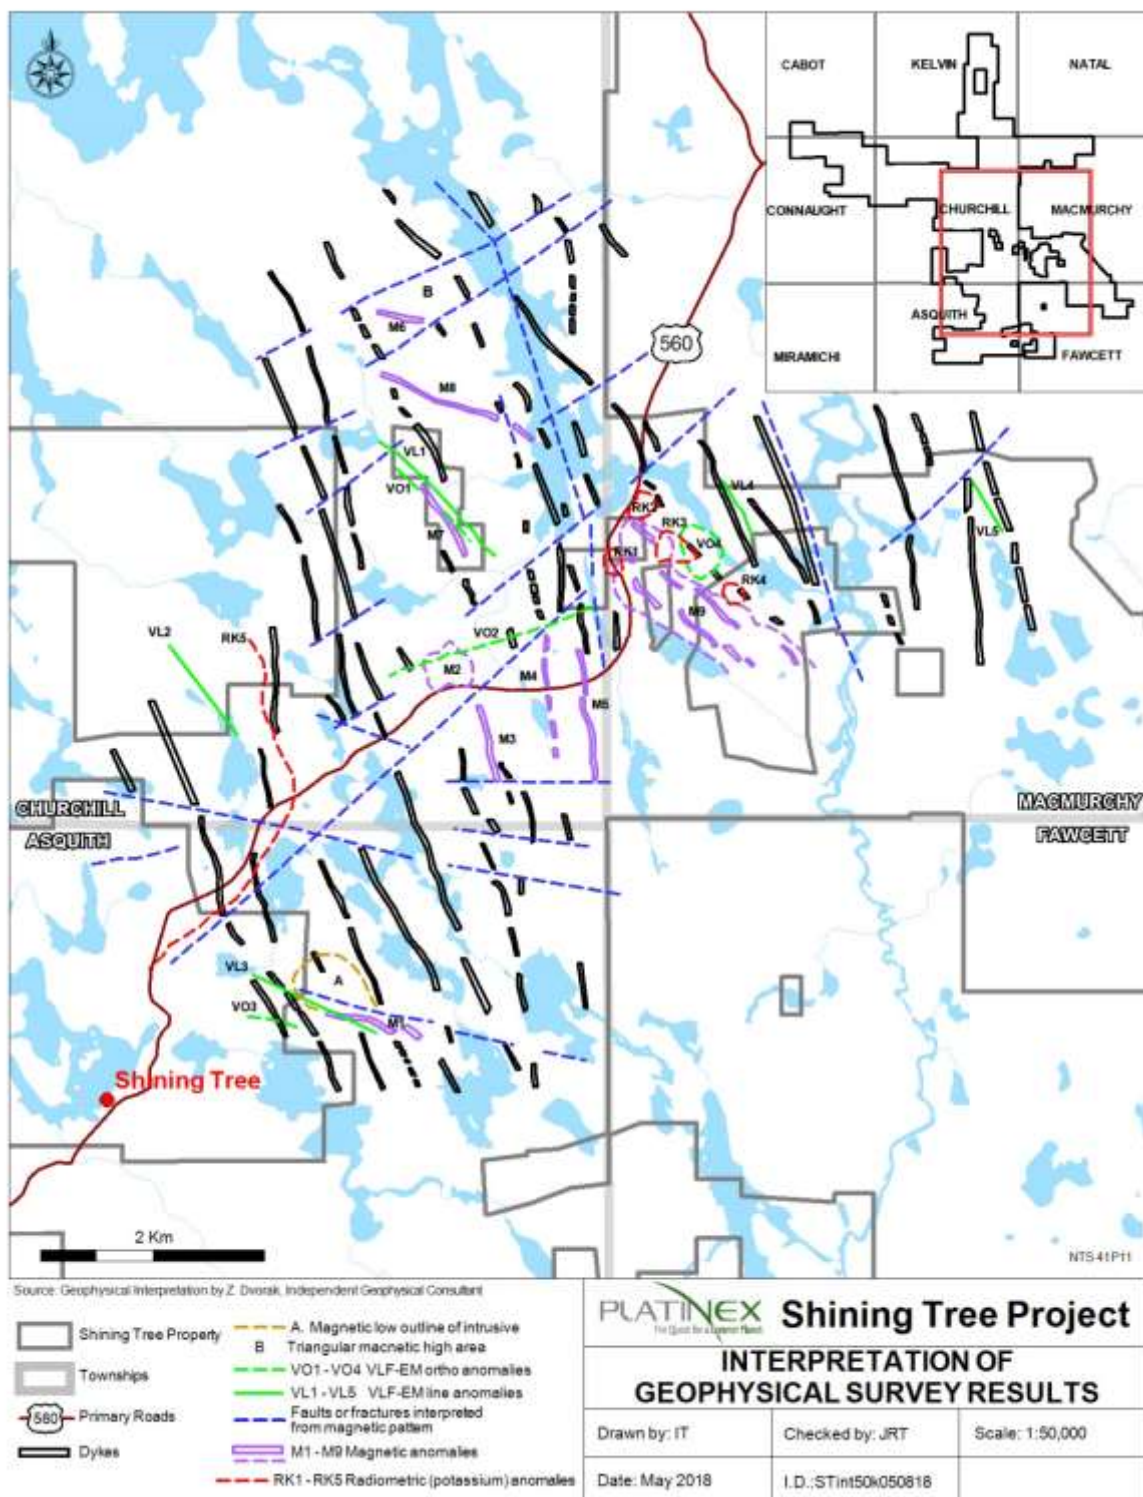 CABOT
KELVIN
NATAL
CONNAUGHT
CHURCHILL
MACMURCHY
ASQUITH
MIRAMICHI
FAWCETT
B
M6
560
M8
VL1
VO1
M7
VL4
RK2
RK3
VO4
VL5
RK1
RK4
M9
VL2
RK5
VO2
M2
M4
M5
M3
CHURCHILL
ASQUITH
MACMURCHY
FAWCETT
VL3
A
VO3
M1
Shining Tree
2 Km
NTS 41P11
Source: Geophysical Interpretation by Z. Dvorak, Independent Geophysical Consultant
Shining Tree Property
Townships
560 Primary Roads
Dykes
A. Magnetic low outline of intrusive
B Triangular macnetic high area
VO1 - VO4 VLF-EM ortho anomalies
VL1 - VL5 VLF-EM line anomalies
Faults or fractures interpreted
from magnetic pattern
M1 - M9 Magnetic anomalies
RK1 - RK5 Radiometric (potassium) anomalies
PLATINEX
Shining Tree Project
INTERPRETATION OF
GEOPHYSICAL SURVEY RESULTS
Drawn by: IT
Checked by: JRT
Scale: 1:50,000
Date: May 2018
I.D.:STint50k050818